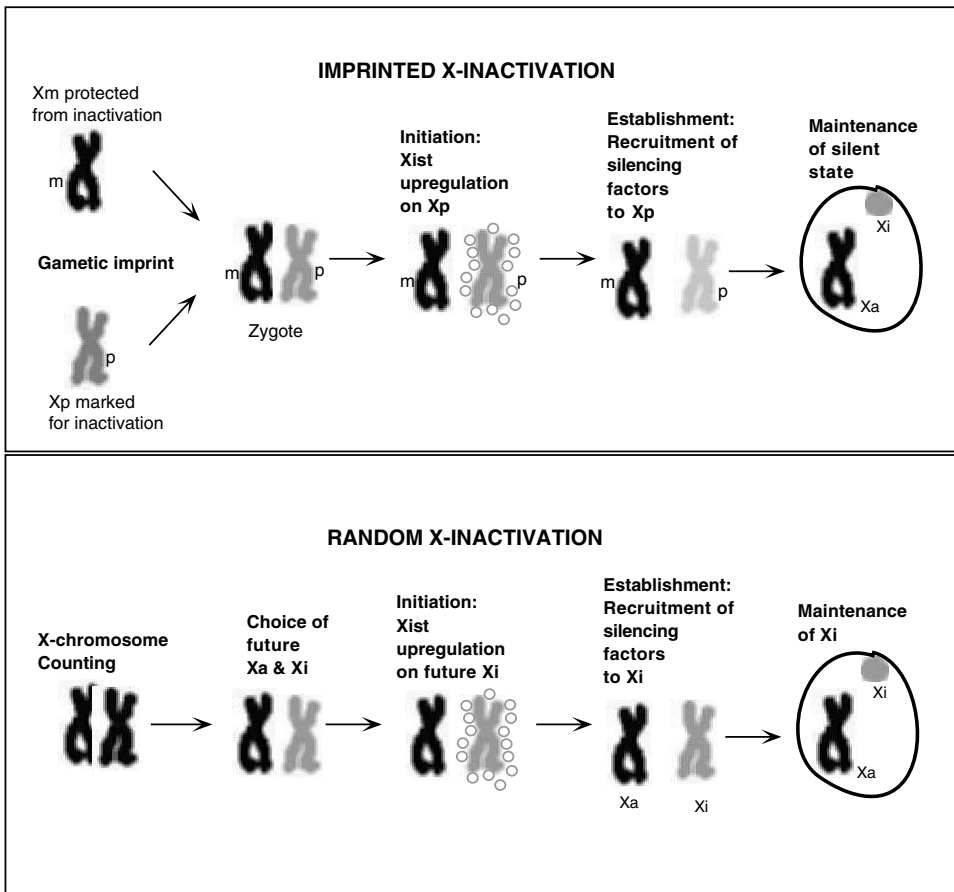 IMPRINTED X-INACTIVATION
Xm protected
from inactivation
m
Gametic imprint
p
Xp marked
for inactivation
m
p
Zygote
Initiation:
Xist
upregulation
on Xp
m
p
Establishment:
Recruitment of
silencing
factors
to Xp
m
p
Maintenance
of silent
state
Xi
Xa
RANDOM X-INACTIVATION
X-chromosome
Counting
Choice of
future
Xa & Xi
Initiation:
Xist
upregulation
on future Xi
Establishment:
Recruitment of
silencing
factors
to Xi
Xa
Xi
Maintenance
of Xi
Xi
Xa